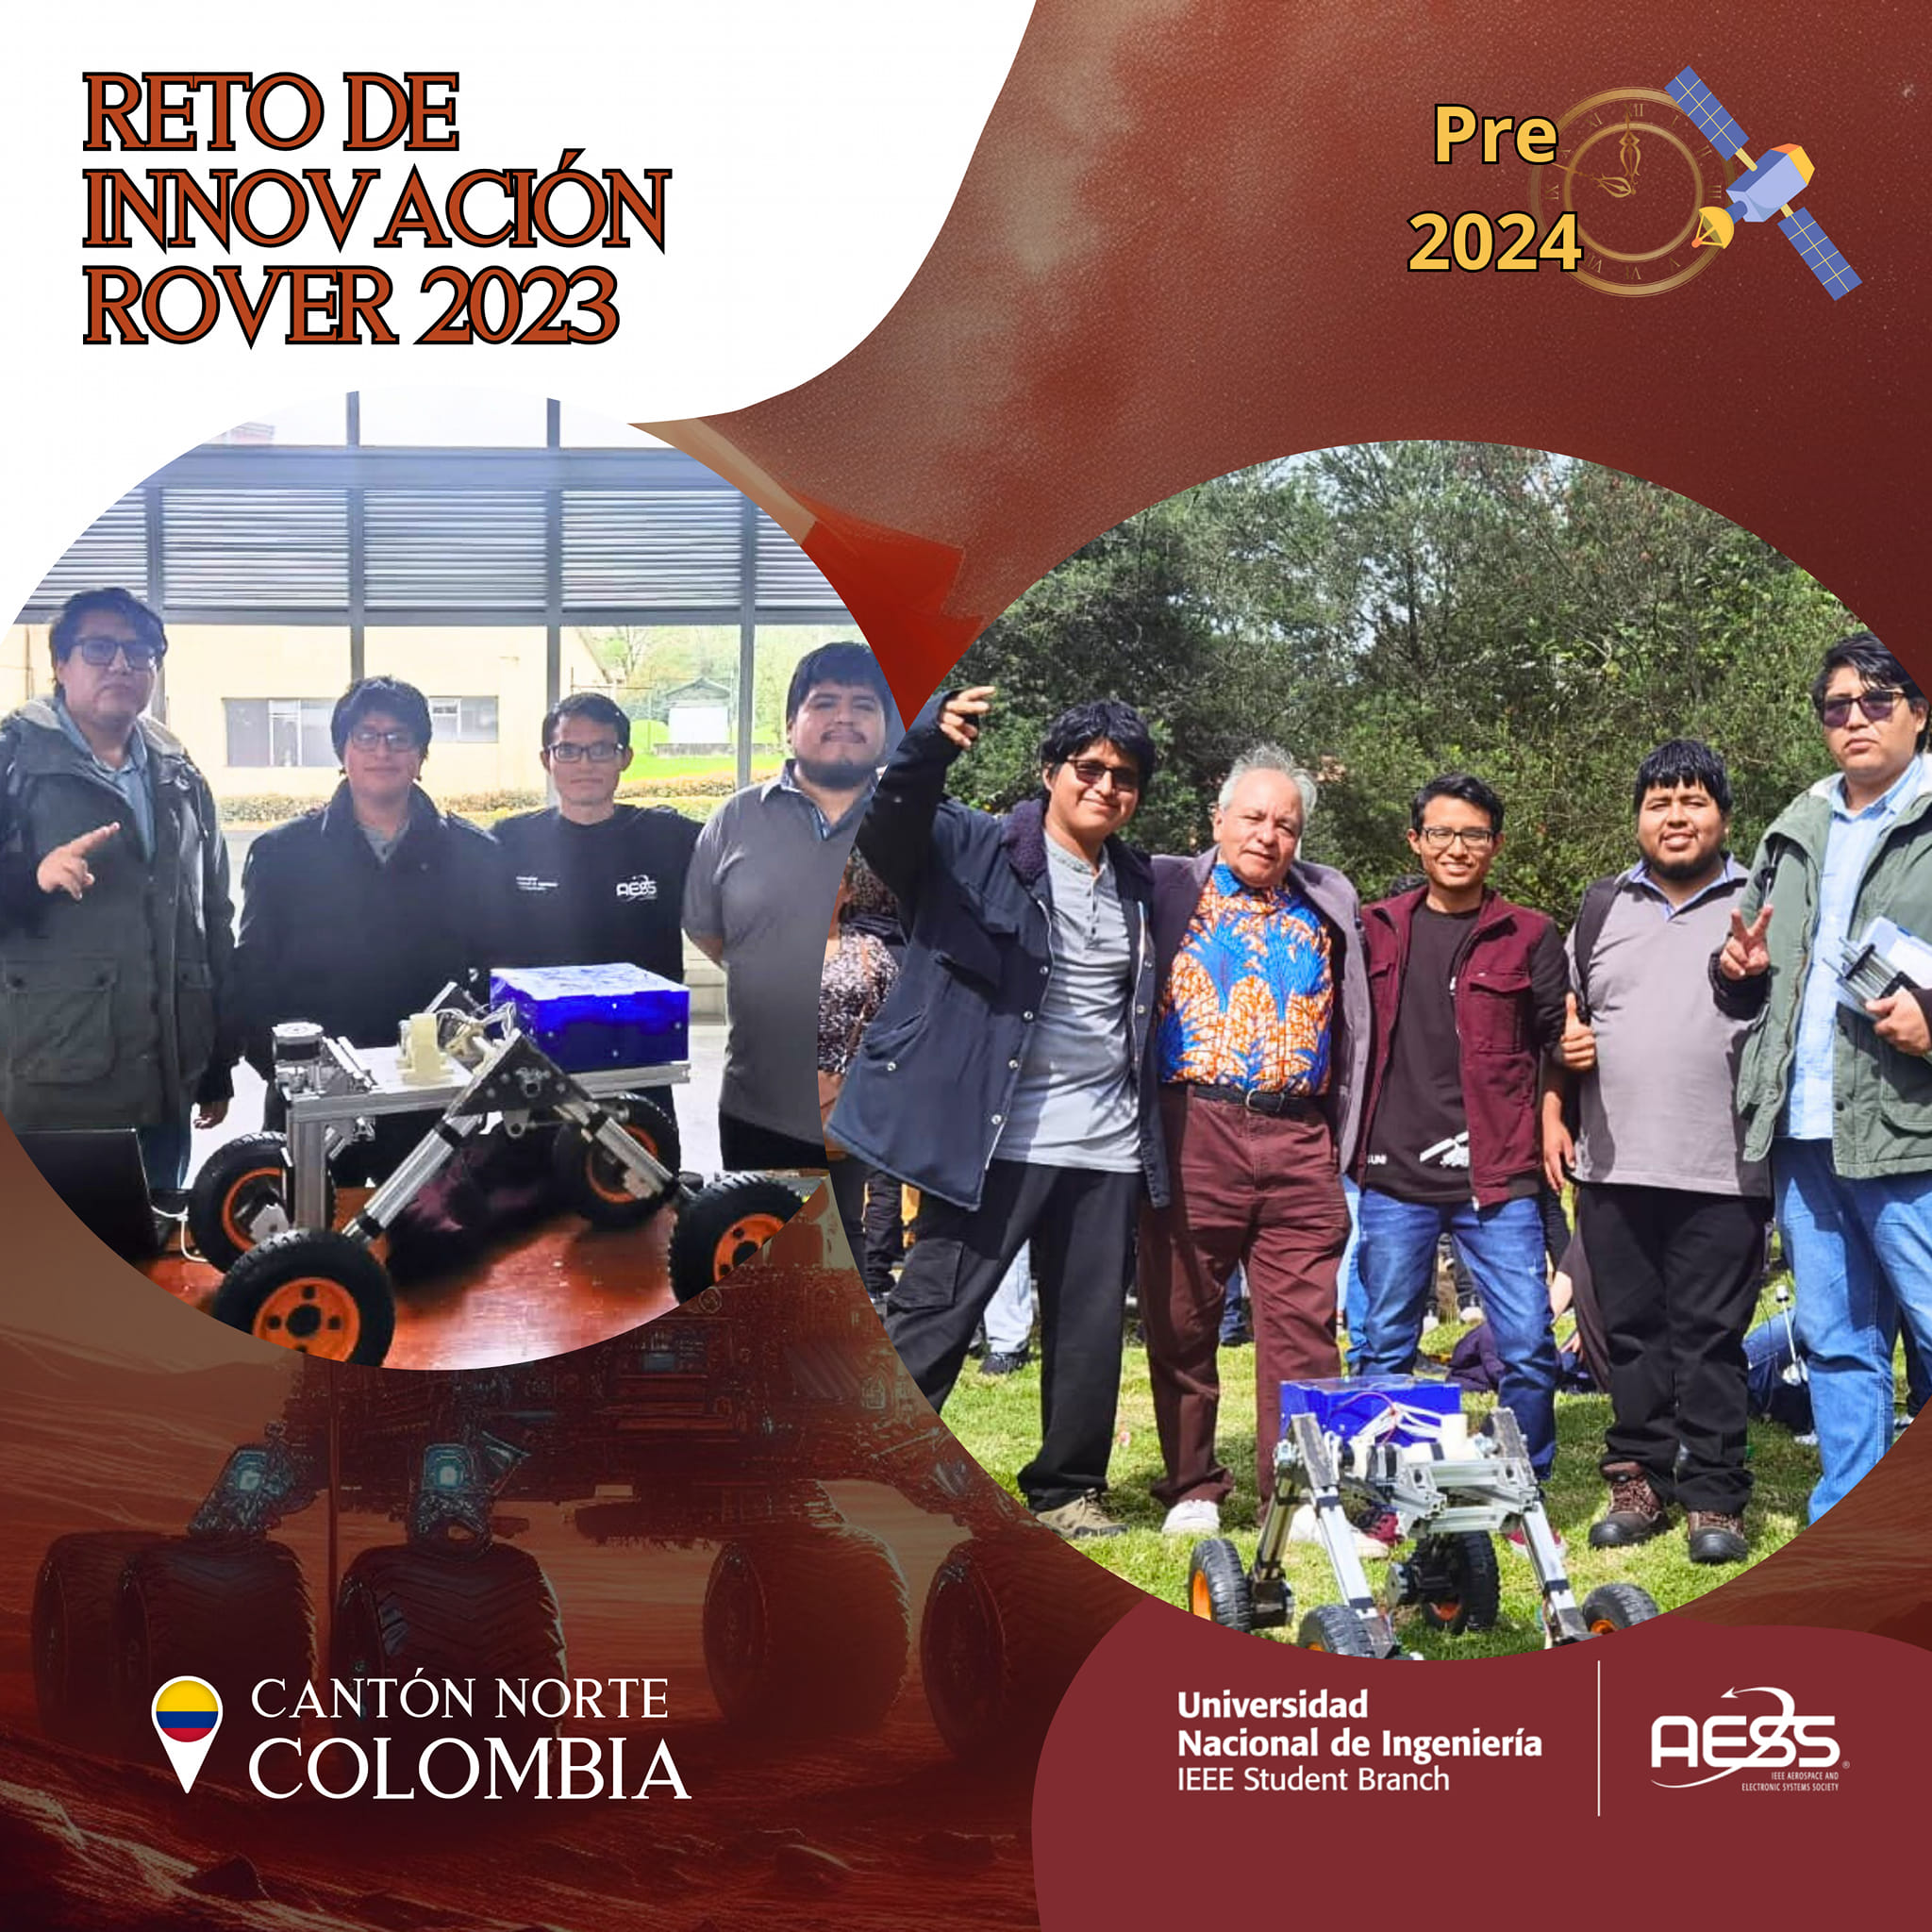 RETO DE
INNOVACIÓN
ROVER 2023
Pre
2024
AESS
CANTÓN NORTE
COLOMBIA
Universidad
Nacional de Ingeniería
IEEE Student Branch
AESS
IEEE AEROSPACE AND
ELECTRONIC SYSTEMS SOCIETY